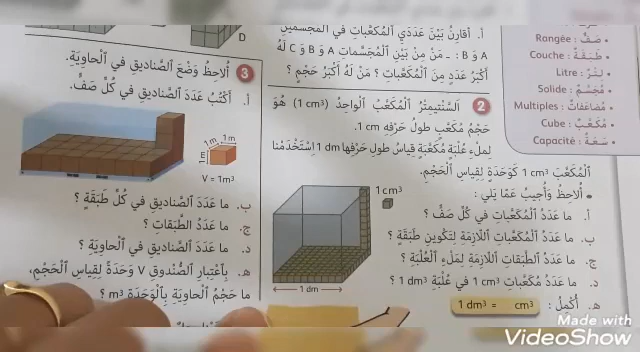 Rangée : صَفّ •
Couche : طَبَقَة •
Litre : لِتْر •
Solide : مُجَسَّم •
Multiples : مُضاعَفات •
Cube : مُكَعَّب •
Capacité : سَعَة •
أ. أُقارِنُ بَيْنَ عَدَدَيِ الْمُكَعَّباتِ في الْمُجَسَّمَيْنِ
A وَ B : - مَنْ مِنْ بَيْنِ الْمُجَسَّماتِ A وَ B وَ C لَهُ
أَكْبَرُ عَدَدٍ مِنَ الْمُكَعَّباتِ ؟ مَنْ لَهُ أَكْبَرُ حَجْمٍ ؟
2 اَلسَّنْتِيمِتْرُ الْمُكَعَّبُ الْواحِدُ (1 cm³) هُوَ
حَجْمُ مُكَعَّبٍ طولُ حَرْفِهِ 1 cm.
لِمِلْءِ عُلْبَةٍ مُكَعَّبَةٍ قِياسُ طولِ حَرْفِها 1 dm اسْتَخْدَمْنا
الْمُكَعَّبَ 1 cm³ كَوَحْدَةٍ لِقِياسِ الْحَجْمِ.
• أُلاحِظُ وَأُجيبُ عَمّا يَلي :
أ. ما عَدَدُ الْمُكَعَّباتِ في كُلِّ صَفٍّ ؟
ب. ما عَدَدُ الْمُكَعَّباتِ اللّازِمَةِ لِتَكْوينِ طَبَقَةٍ ؟
ج. ما عَدَدُ الطَّبَقاتِ اللّازِمَةِ لِمِلْءِ الْعُلْبَةِ ؟
د. ما عَدَدُ مُكَعَّباتِ 1 cm³ في عُلْبَةِ 1 dm³ ؟
هـ. أُكْمِلُ : 1 dm³ = cm³
1 cm³
1 dm
D
3 أُلاحِظُ وَضْعَ الصَّناديقِ في الْحاوِيَةِ.
أ. أَكْتُبُ عَدَدَ الصَّناديقِ في كُلِّ صَفٍّ.
1m
1m
1m
V = 1m³
ب. ما عَدَدُ الصَّناديقِ في كُلِّ طَبَقَةٍ ؟
ج. ما عَدَدُ الطَّبَقاتِ ؟
د. ما عَدَدُ الصَّناديقِ في الْحاوِيَةِ ؟
هـ. بِاعْتِبارِ الصُّنْدوقِ V وَحْدَةً لِقِياسِ الْحَجْمِ،
ما حَجْمُ الْحاوِيَةِ بِالْوَحْدَةِ m³ ؟
Made with
VideoShow